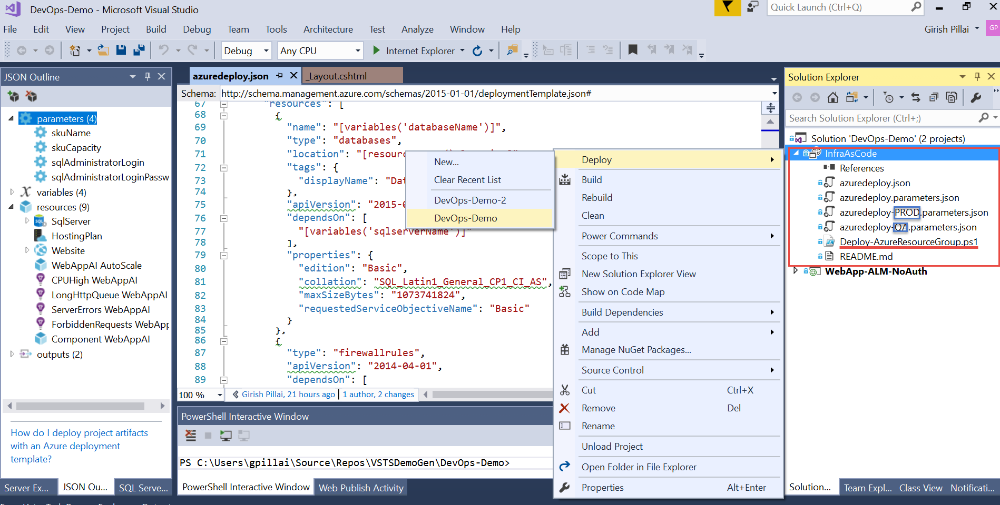 DevOps-Demo - Microsoft Visual Studio
Quick Launch (Ctrl+Q)
File Edit View Project Build Debug Team Tools Architecture Test Analyze Window Help
Girish Pillai GP
Debug Any CPU Internet Explorer
JSON Outline
parameters (4)
skuName
skuCapacity
sqlAdministratorLogin
sqlAdministratorLoginPassw
variables (4)
resources (9)
SqlServer
HostingPlan
Website
WebAppAI AutoScale
CPUHigh WebAppAI
LongHttpQueue WebAppAI
ServerErrors WebAppAI
ForbiddenRequests WebApp
Component WebAppAI
outputs (2)
How do I deploy project artifacts
with an Azure deployment
template?
Server Ex... JSON Ou... SQL Serve...
azuredeploy.json _Layout.cshtml
Schema: http://schema.management.azure.com/schemas/2015-01-01/deploymentTemplate.json#
67 "resources": [
68 {
69 "name": "[variables('databaseName')]",
70 "type": "databases",
71 "location": "[resour
72 "tags": {
73 "displayName": "Dat
74 },
75 "apiVersion": "2015-0
76 "dependsOn": [
77 "[variables('sqlserverName')]"
78 ],
79 "properties": {
80 "edition": "Basic",
81 "collation": "SQL_Latin1_General_CP1_CI_AS",
82 "maxSizeBytes": "1073741824",
83 "requestedServiceObjectiveName": "Basic"
84 }
85 },
86 {
87 "type": "firewallrules",
88 "apiVersion": "2014-04-01",
89 "dependsOn": [
100 % Girish Pillai, 21 hours ago | 1 author, 2 changes
PowerShell Interactive Window
PS C:\Users\gpillai\Source\Repos\VSTSDemoGen\DevOps-Demo>
PowerShell Interactive Window Web Publish Activity
New...
Clear Recent List
DevOps-Demo-2
DevOps-Demo
Deploy
Build
Rebuild
Clean
Power Commands
Scope to This
New Solution Explorer View
Show on Code Map
Build Dependencies
Add
Manage NuGet Packages...
Source Control
Cut Ctrl+X
Remove Del
Rename
Unload Project
Open Folder in File Explorer
Properties Alt+Enter
Solution Explorer
Search Solution Explorer (Ctrl+;)
Solution 'DevOps-Demo' (2 projects)
InfraAsCode
References
azuredeploy.json
azuredeploy.parameters.json
azuredeploy-PROD.parameters.json
azuredeploy-QA.parameters.json
Deploy-AzureResourceGroup.ps1
README.md
WebApp-ALM-NoAuth
Solution... Team Expl... Class View Notificati...